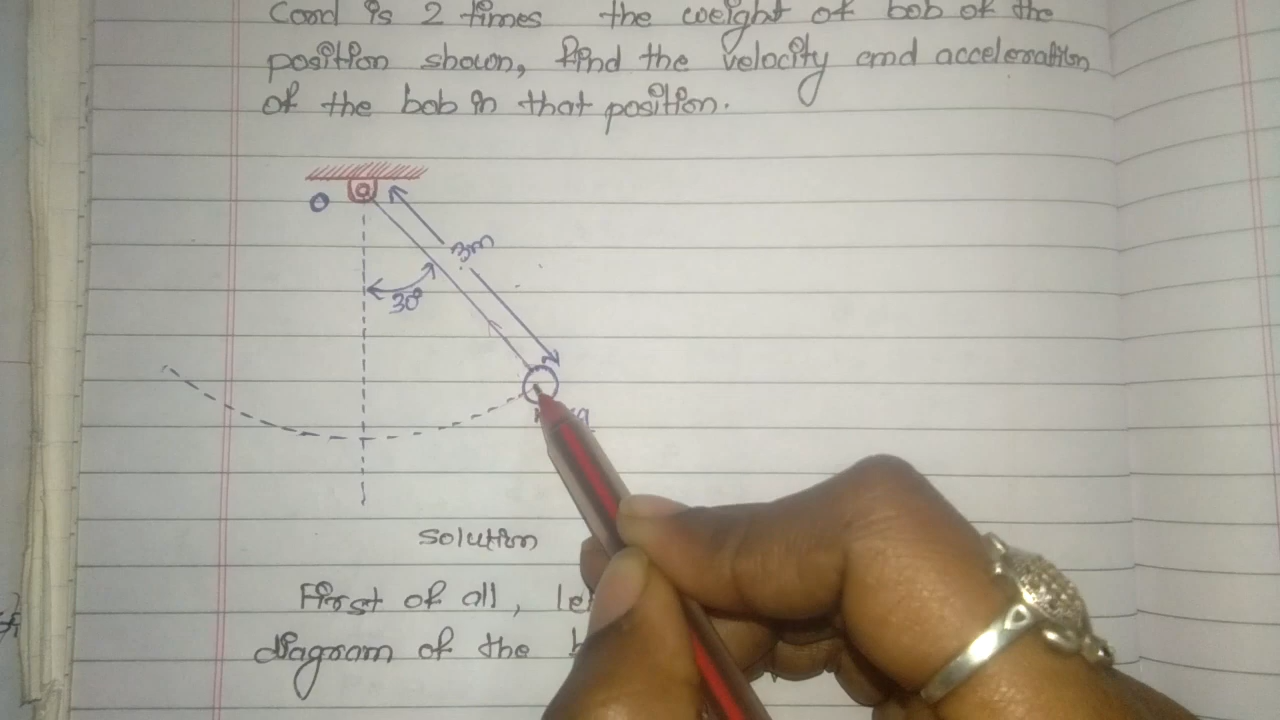 Cord is 2 times the weight of bob of the
position shown, find the velocity and acceleration
of the bob in that position.
O
3m
30°
solution
First of all, let
diagram of the b